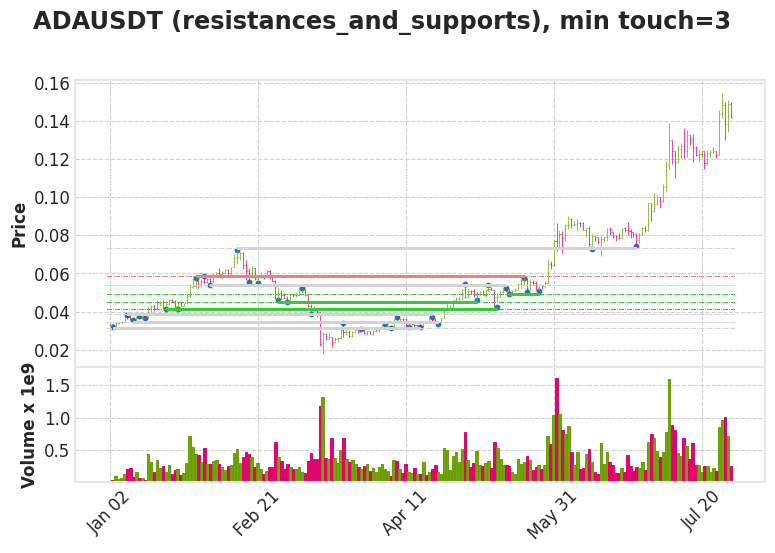 ADAUSDT (resistances_and_supports), min touch=3
0.16
0.14
0.12
0.10
0.08
0.06
0.04
0.02
Price
1.5
1.0
0.5
Volume x 1e9
Jan 02
Feb 21
Apr 11
May 31
Jul 20